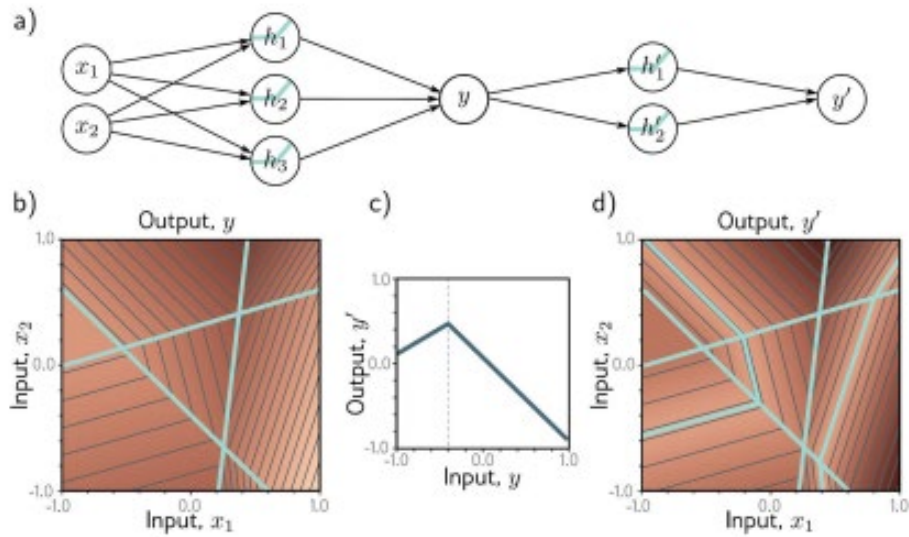 a)
x₁
x₂
h₁
h₂
h₃
y
h′₁
h′₂
y′
b)
Output, y
1.0
Input, x₂
0.0
-1.0
-1.0
0.0
1.0
Input, x₁
c)
1.0
Output, y′
0.0
-1.0
-1.0
0.0
1.0
Input, y
d)
Output, y′
1.0
Input, x₂
0.0
-1.0
-1.0
0.0
1.0
Input, x₁